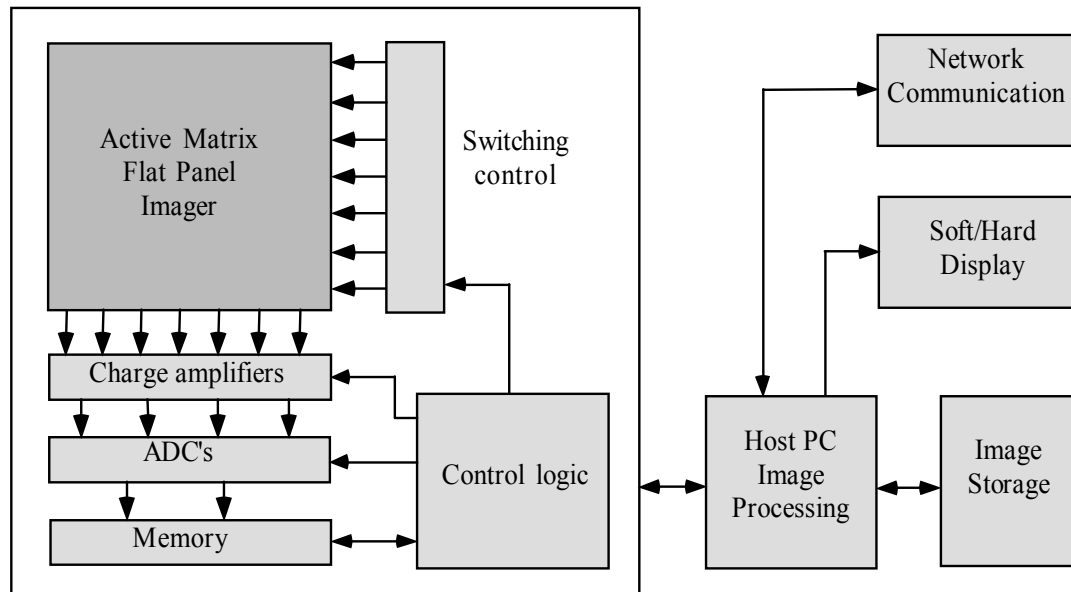 Active Matrix
Flat Panel
Imager
Switching
control
Charge amplifiers
ADC's
Memory
Control logic
Host PC
Image
Processing
Network
Communication
Soft/Hard
Display
Image
Storage